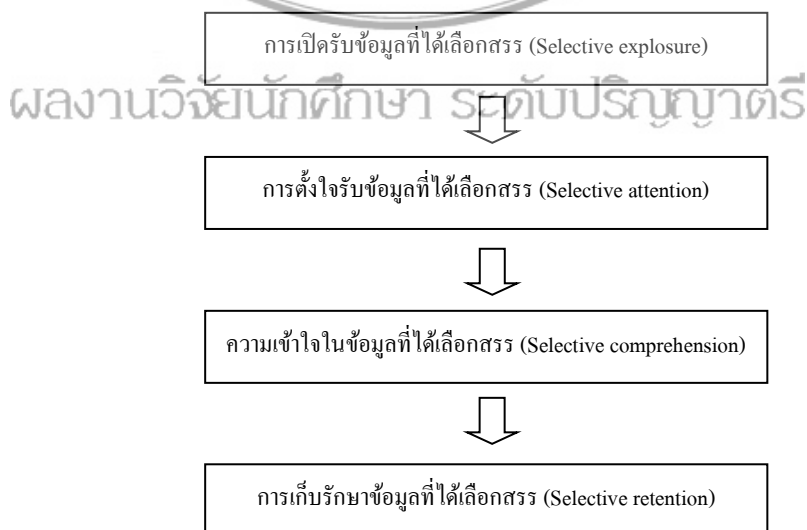 การเปิดรับข้อมูลที่ได้เลือกสรร (Selective explosure)
ผลงานวิจัยนักศึกษา ระดับปริญญาตรี
การตั้งใจรับข้อมูลที่ได้เลือกสรร (Selective attention)
ความเข้าใจในข้อมูลที่ได้เลือกสรร (Selective comprehension)
การเก็บรักษาข้อมูลที่ได้เลือกสรร (Selective retention)